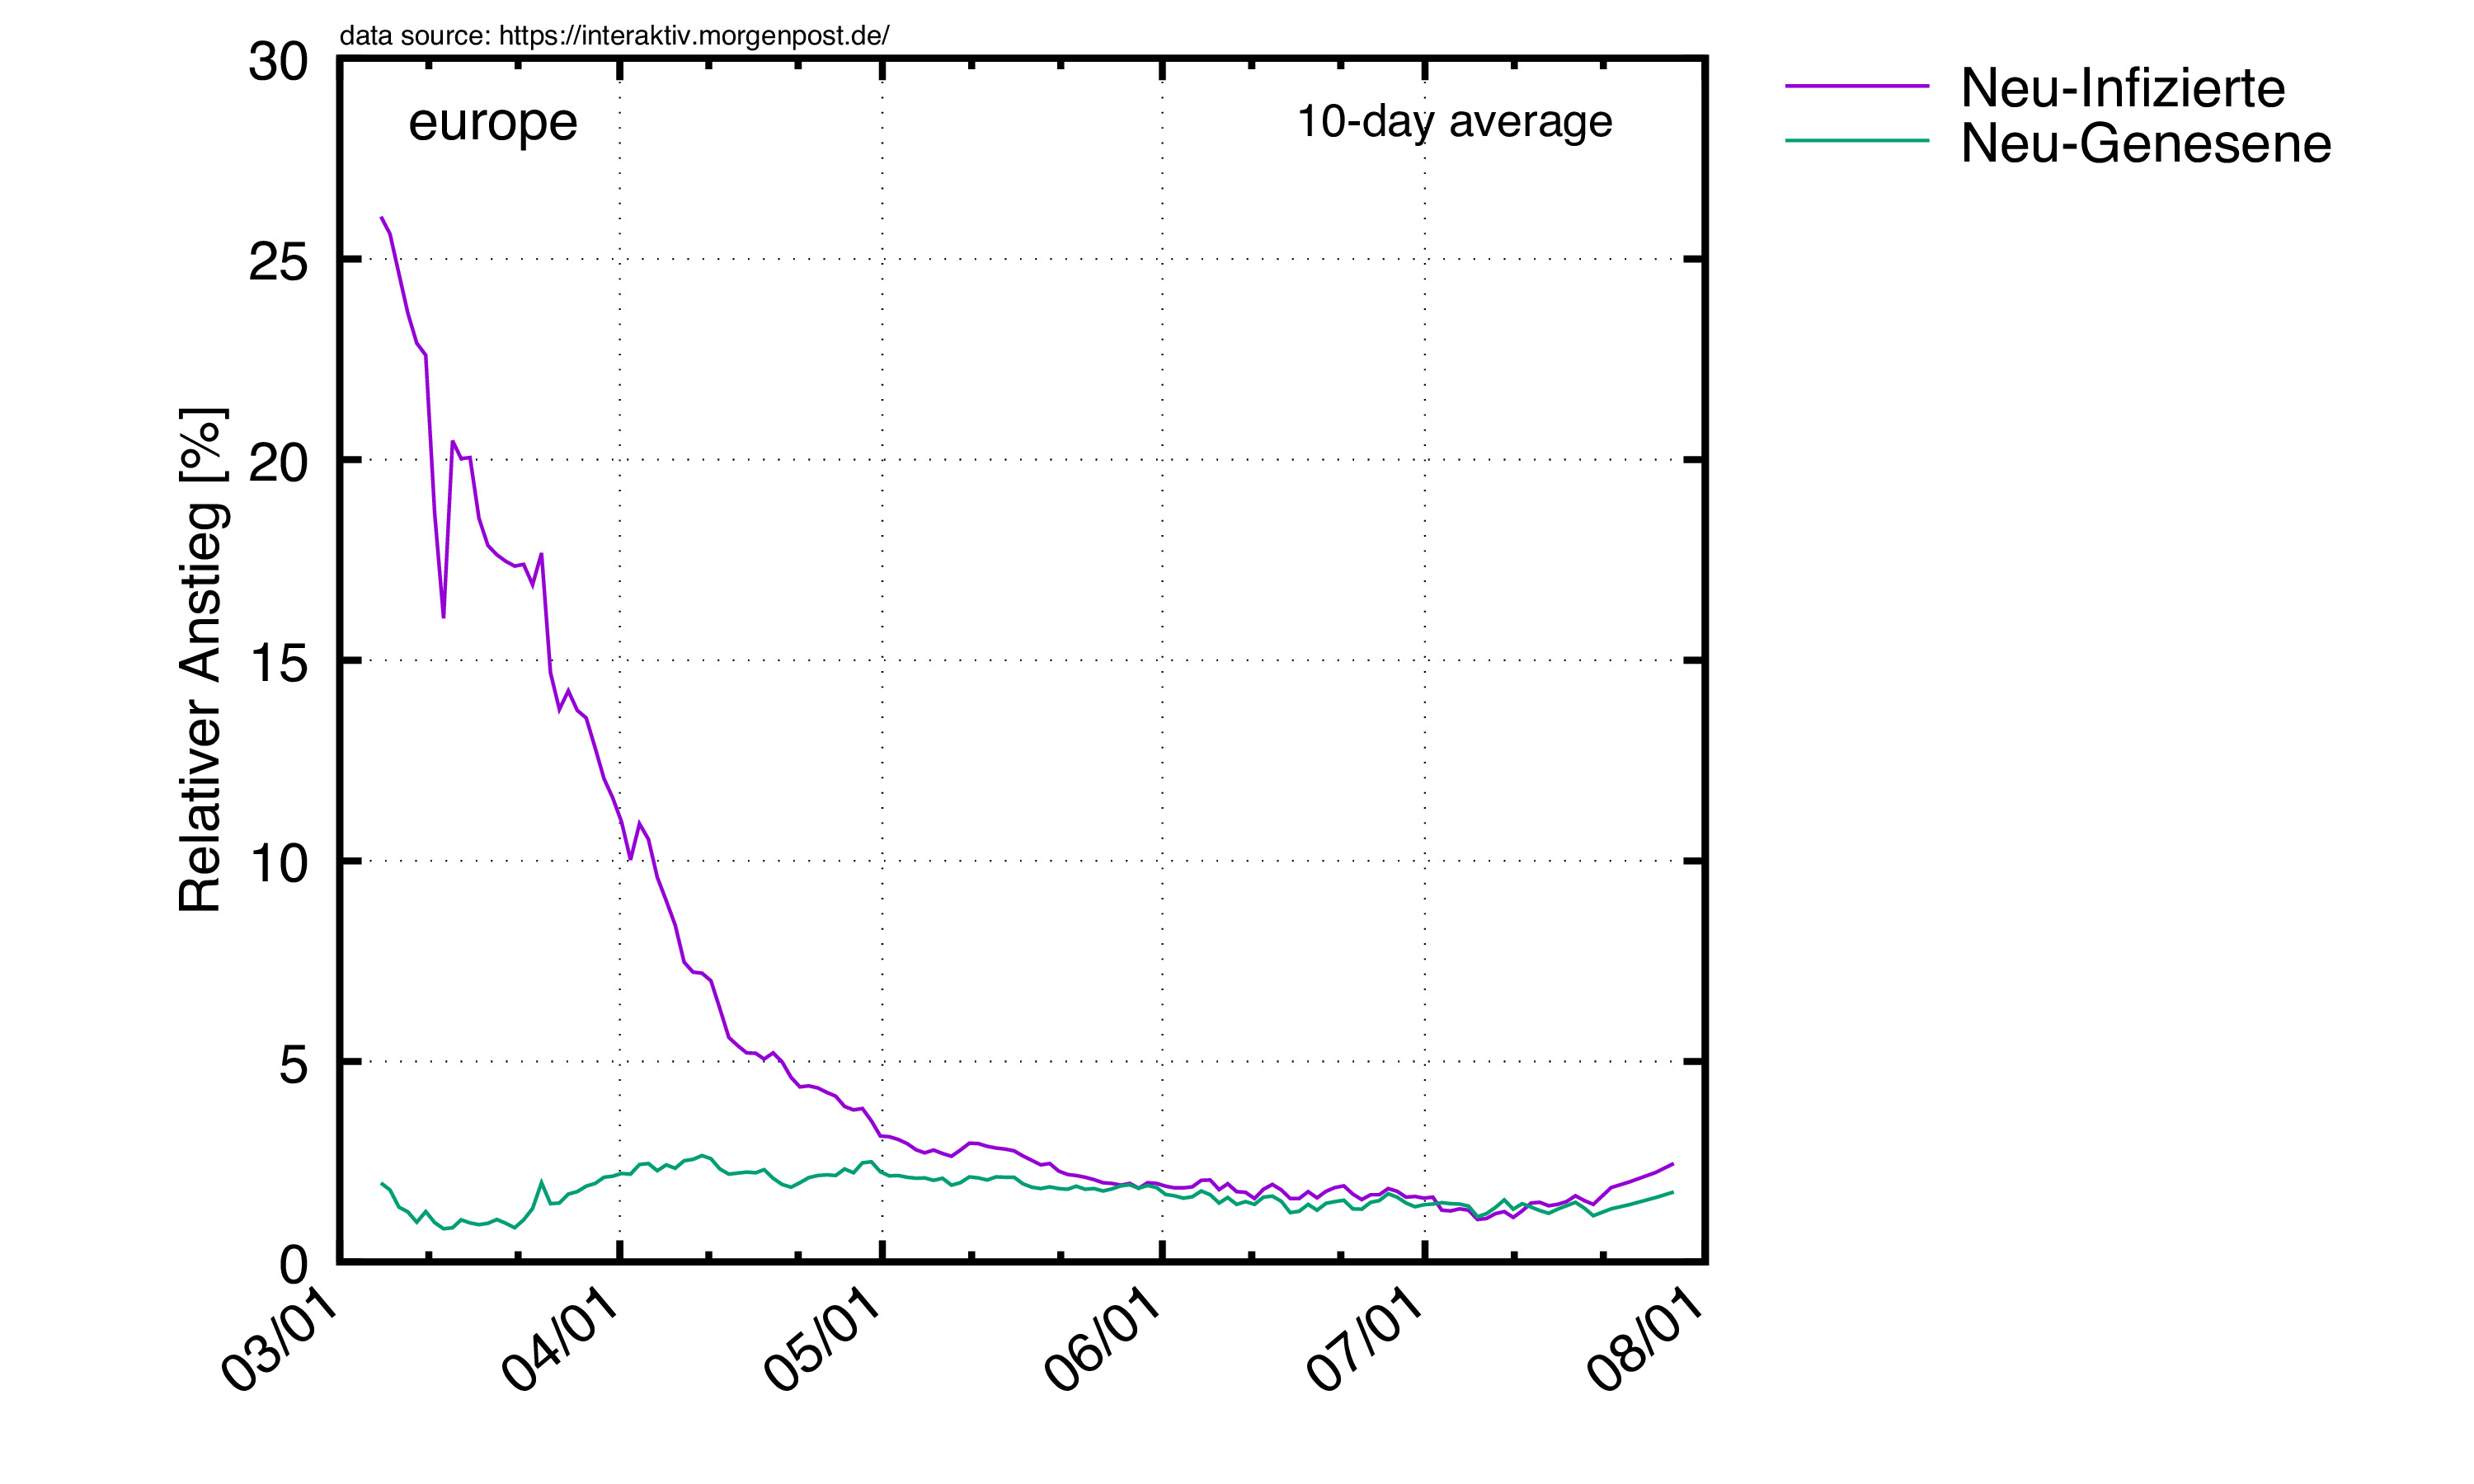 data source: https://interaktiv.morgenpost.de/
europe
10-day average
Neu-Infizierte
Neu-Genesene
Relativer Anstieg [%]
30
25
20
15
10
5
0
03/01
04/01
05/01
06/01
07/01
08/01